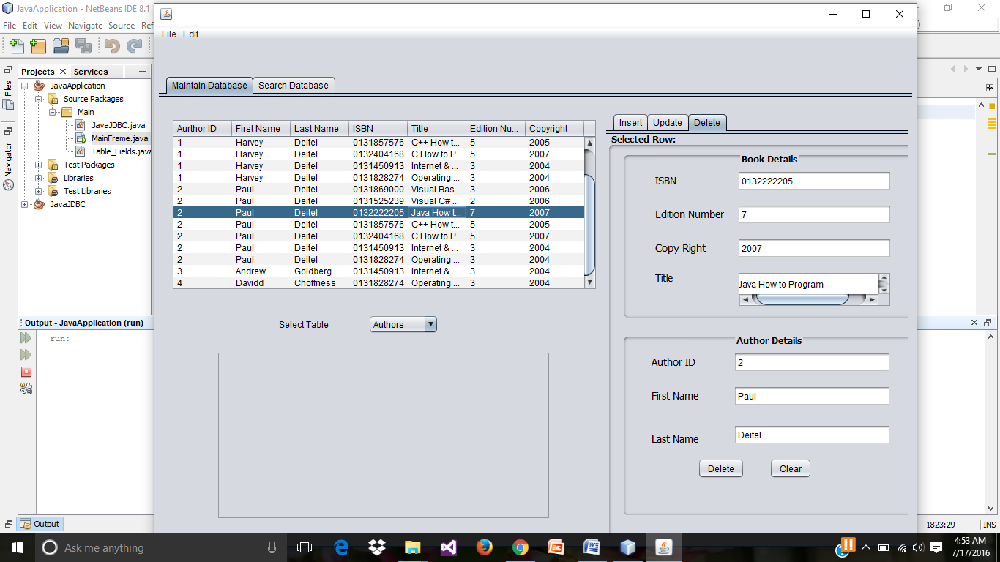 JavaApplication - NetBeans IDE 8.1
File Edit View Navigate Source Ref
Projects Services
Files
Navigator
JavaApplication
Source Packages
Main
JavaJDBC.java
MainFrame.java
Table_Fields.java
Test Packages
Libraries
Test Libraries
JavaJDBC
Output - JavaApplication (run)
run:
Output
File Edit
Maintain Database Search Database
Aurthor ID First Name Last Name ISBN Title Edition Nu... Copyright
1 Harvey Deitel 0131857576 C++ How t... 5 2005
1 Harvey Deitel 0132404168 C How to P... 5 2007
1 Harvey Deitel 0131450913 Internet & ... 3 2004
1 Harvey Deitel 0131828274 Operating ... 3 2004
2 Paul Deitel 0131869000 Visual Bas... 3 2006
2 Paul Deitel 0131525239 Visual C# ... 2 2006
2 Paul Deitel 0132222205 Java How t... 7 2007
2 Paul Deitel 0131857576 C++ How t... 5 2005
2 Paul Deitel 0132404168 C How to P... 5 2007
2 Paul Deitel 0131450913 Internet & ... 3 2004
2 Paul Deitel 0131828274 Operating ... 3 2004
3 Andrew Goldberg 0131450913 Internet & ... 3 2004
4 Davidd Choffness 0131828274 Operating ... 3 2004
Select Table Authors
Insert Update Delete
Selected Row:
Book Details
ISBN 0132222205
Edition Number 7
Copy Right 2007
Title Java How to Program
Author Details
Author ID 2
First Name Paul
Last Name Deitel
Delete Clear
1823:29 INS
Ask me anything
4:53 AM
7/17/2016